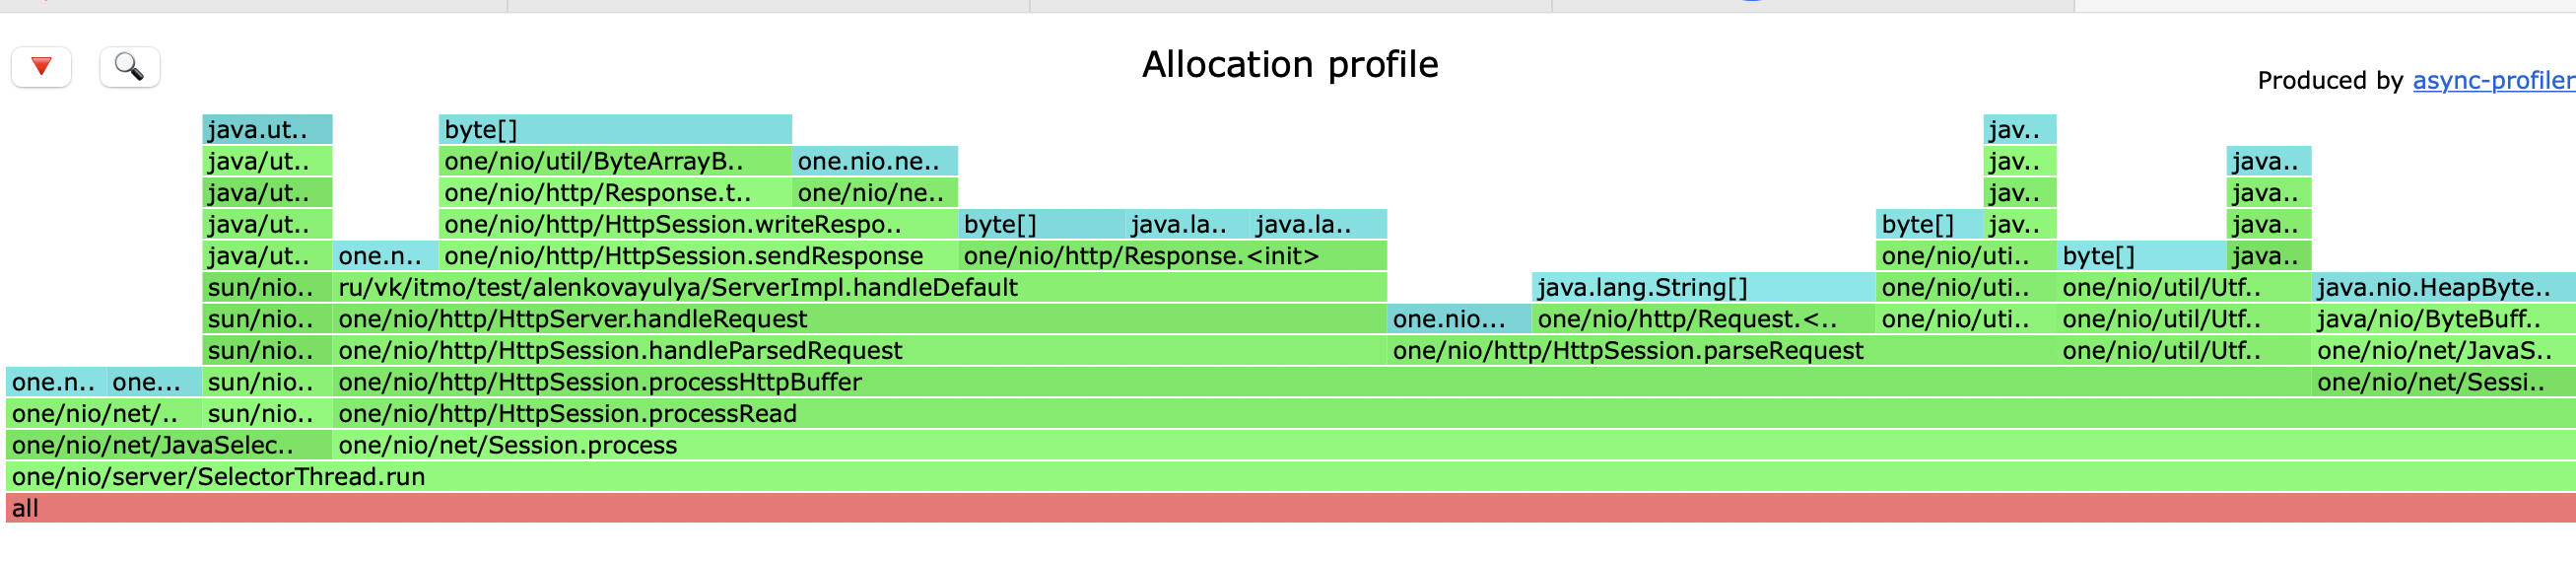 Allocation profile
Produced by async-profiler
java.ut.. byte[] jav..
java/ut.. one/nio/util/ByteArrayB.. one.nio.ne.. jav.. java..
java/ut.. one/nio/http/Response.t.. one/nio/ne.. jav.. java..
java/ut.. one/nio/http/HttpSession.writeRespo.. byte[] java.la.. java.la.. byte[] jav.. java..
java/ut.. one.n.. one/nio/http/HttpSession.sendResponse one/nio/http/Response.<init> one/nio/uti.. byte[] java..
sun/nio.. ru/vk/itmo/test/alenkovayulya/ServerImpl.handleDefault java.lang.String[] one/nio/uti.. one/nio/util/Utf.. java.nio.HeapByte..
sun/nio.. one/nio/http/HttpServer.handleRequest one.nio... one/nio/http/Request.<.. one/nio/uti.. one/nio/util/Utf.. java/nio/ByteBuff..
sun/nio.. one/nio/http/HttpSession.handleParsedRequest one/nio/http/HttpSession.parseRequest one/nio/util/Utf.. one/nio/net/JavaS..
one.n.. one... sun/nio.. one/nio/http/HttpSession.processHttpBuffer one/nio/net/Sessi..
one/nio/net/.. sun/nio.. one/nio/http/HttpSession.processRead
one/nio/net/JavaSelec.. one/nio/net/Session.process
one/nio/server/SelectorThread.run
all